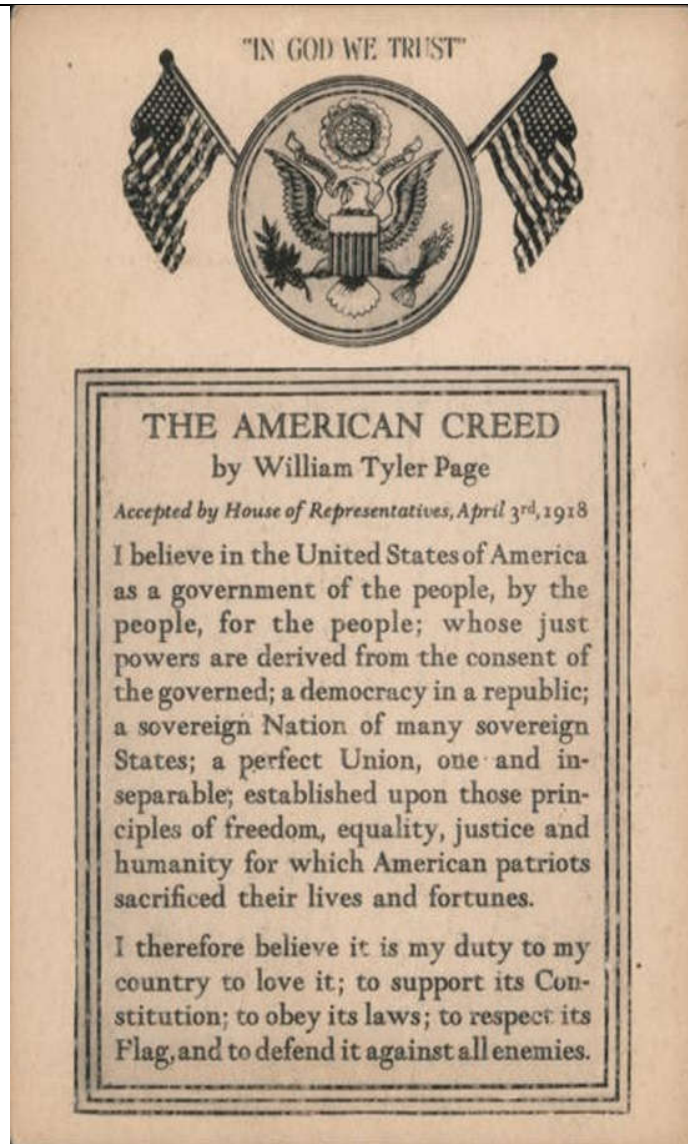 "IN GOD WE TRUST"
THE AMERICAN CREED
by William Tyler Page
Accepted by House of Representatives, April 3rd, 1918
I believe in the United States of America
as a government of the people, by the
people, for the people; whose just
powers are derived from the consent of
the governed; a democracy in a republic;
a sovereign Nation of many sovereign
States; a perfect Union, one and in-
separable; established upon those prin-
ciples of freedom, equality, justice and
humanity for which American patriots
sacrificed their lives and fortunes.
I therefore believe it is my duty to my
country to love it; to support its Con-
stitution; to obey its laws; to respect its
Flag, and to defend it against all enemies.